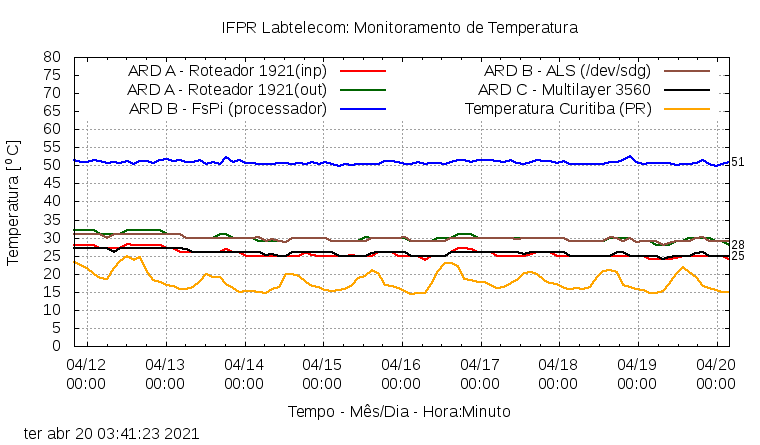 IFPR Labtelecom: Monitoramento de Temperatura
Temperatura [ºC]
80
75
70
65
60
55
50
45
40
35
30
25
20
15
10
5
0
ARD A - Roteador 1921(inp)
ARD A - Roteador 1921(out)
ARD B - FsPi (processador)
ARD B - ALS (/dev/sdg)
ARD C - Multilayer 3560
Temperatura Curitiba (PR)
51
28
25
04/12 04/13 04/14 04/15 04/16 04/17 04/18 04/19 04/20
00:00 00:00 00:00 00:00 00:00 00:00 00:00 00:00 00:00
Tempo - Mês/Dia - Hora:Minuto
ter abr 20 03:41:23 2021